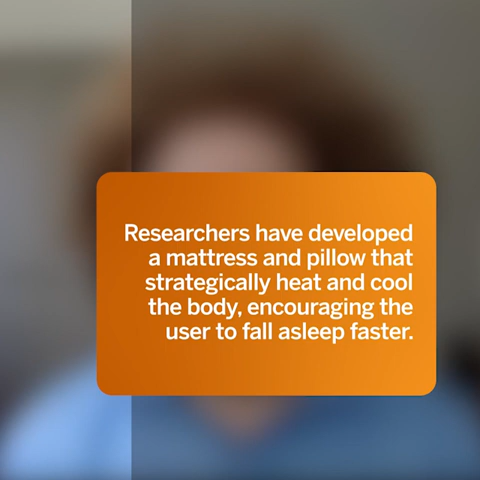 Researchers have developed
a mattress and pillow that
strategically heat and cool
the body, encouraging the
user to fall asleep faster.